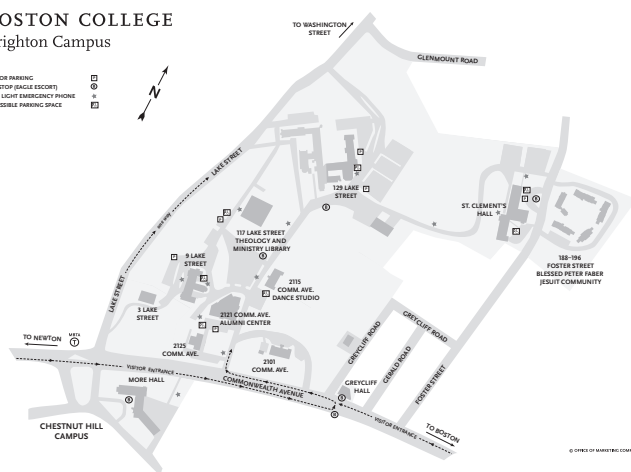 OSTON COLLEGE
righton Campus
OR PARKING
STOP (EAGLE ESCORT)
LIGHT EMERGENCY PHONE
SSIBLE PARKING SPACE
N
TO WASHINGTON
STREET
GLENMOUNT ROAD
LAKE STREET
ONE WAY
LAKE STREET
129 LAKE
STREET
ST. CLEMENT'S
HALL
117 LAKE STREET
THEOLOGY AND
MINISTRY LIBRARY
188–196
FOSTER STREET
BLESSED PETER FABER
JESUIT COMMUNITY
9 LAKE
STREET
2115
COMM. AVE.
DANCE STUDIO
3 LAKE
STREET
2121 COMM. AVE.
ALUMNI CENTER
2125
COMM. AVE.
2101
COMM. AVE.
GREYCLIFF ROAD
GREYCLIFF ROAD
GERALD ROAD
FOSTER STREET
TO NEWTON
MBTA
T
VISITOR ENTRANCE
COMMONWEALTH AVENUE
MORE HALL
GREYCLIFF
HALL
VISITOR ENTRANCE
TO BOSTON
CHESTNUT HILL
CAMPUS
© OFFICE OF MARKETING COM